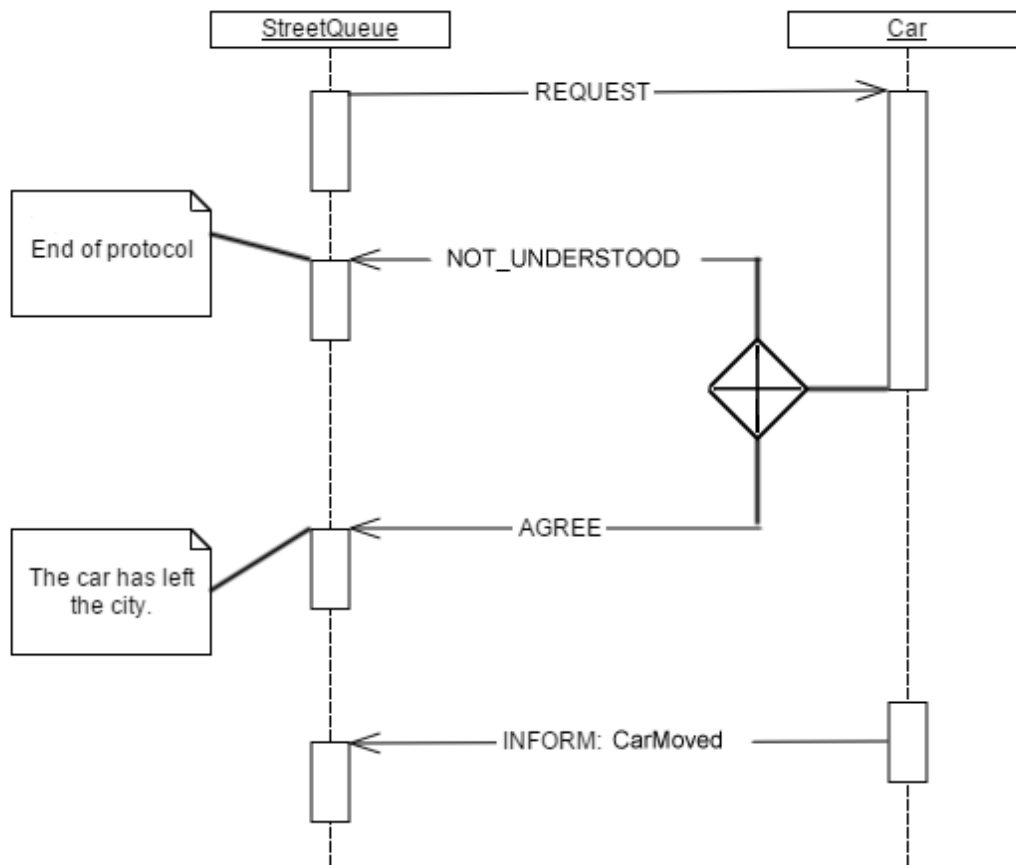 StreetQueue
Car
REQUEST
End of protocol
NOT_UNDERSTOOD
AGREE
The car has left
the city.
INFORM: CarMoved